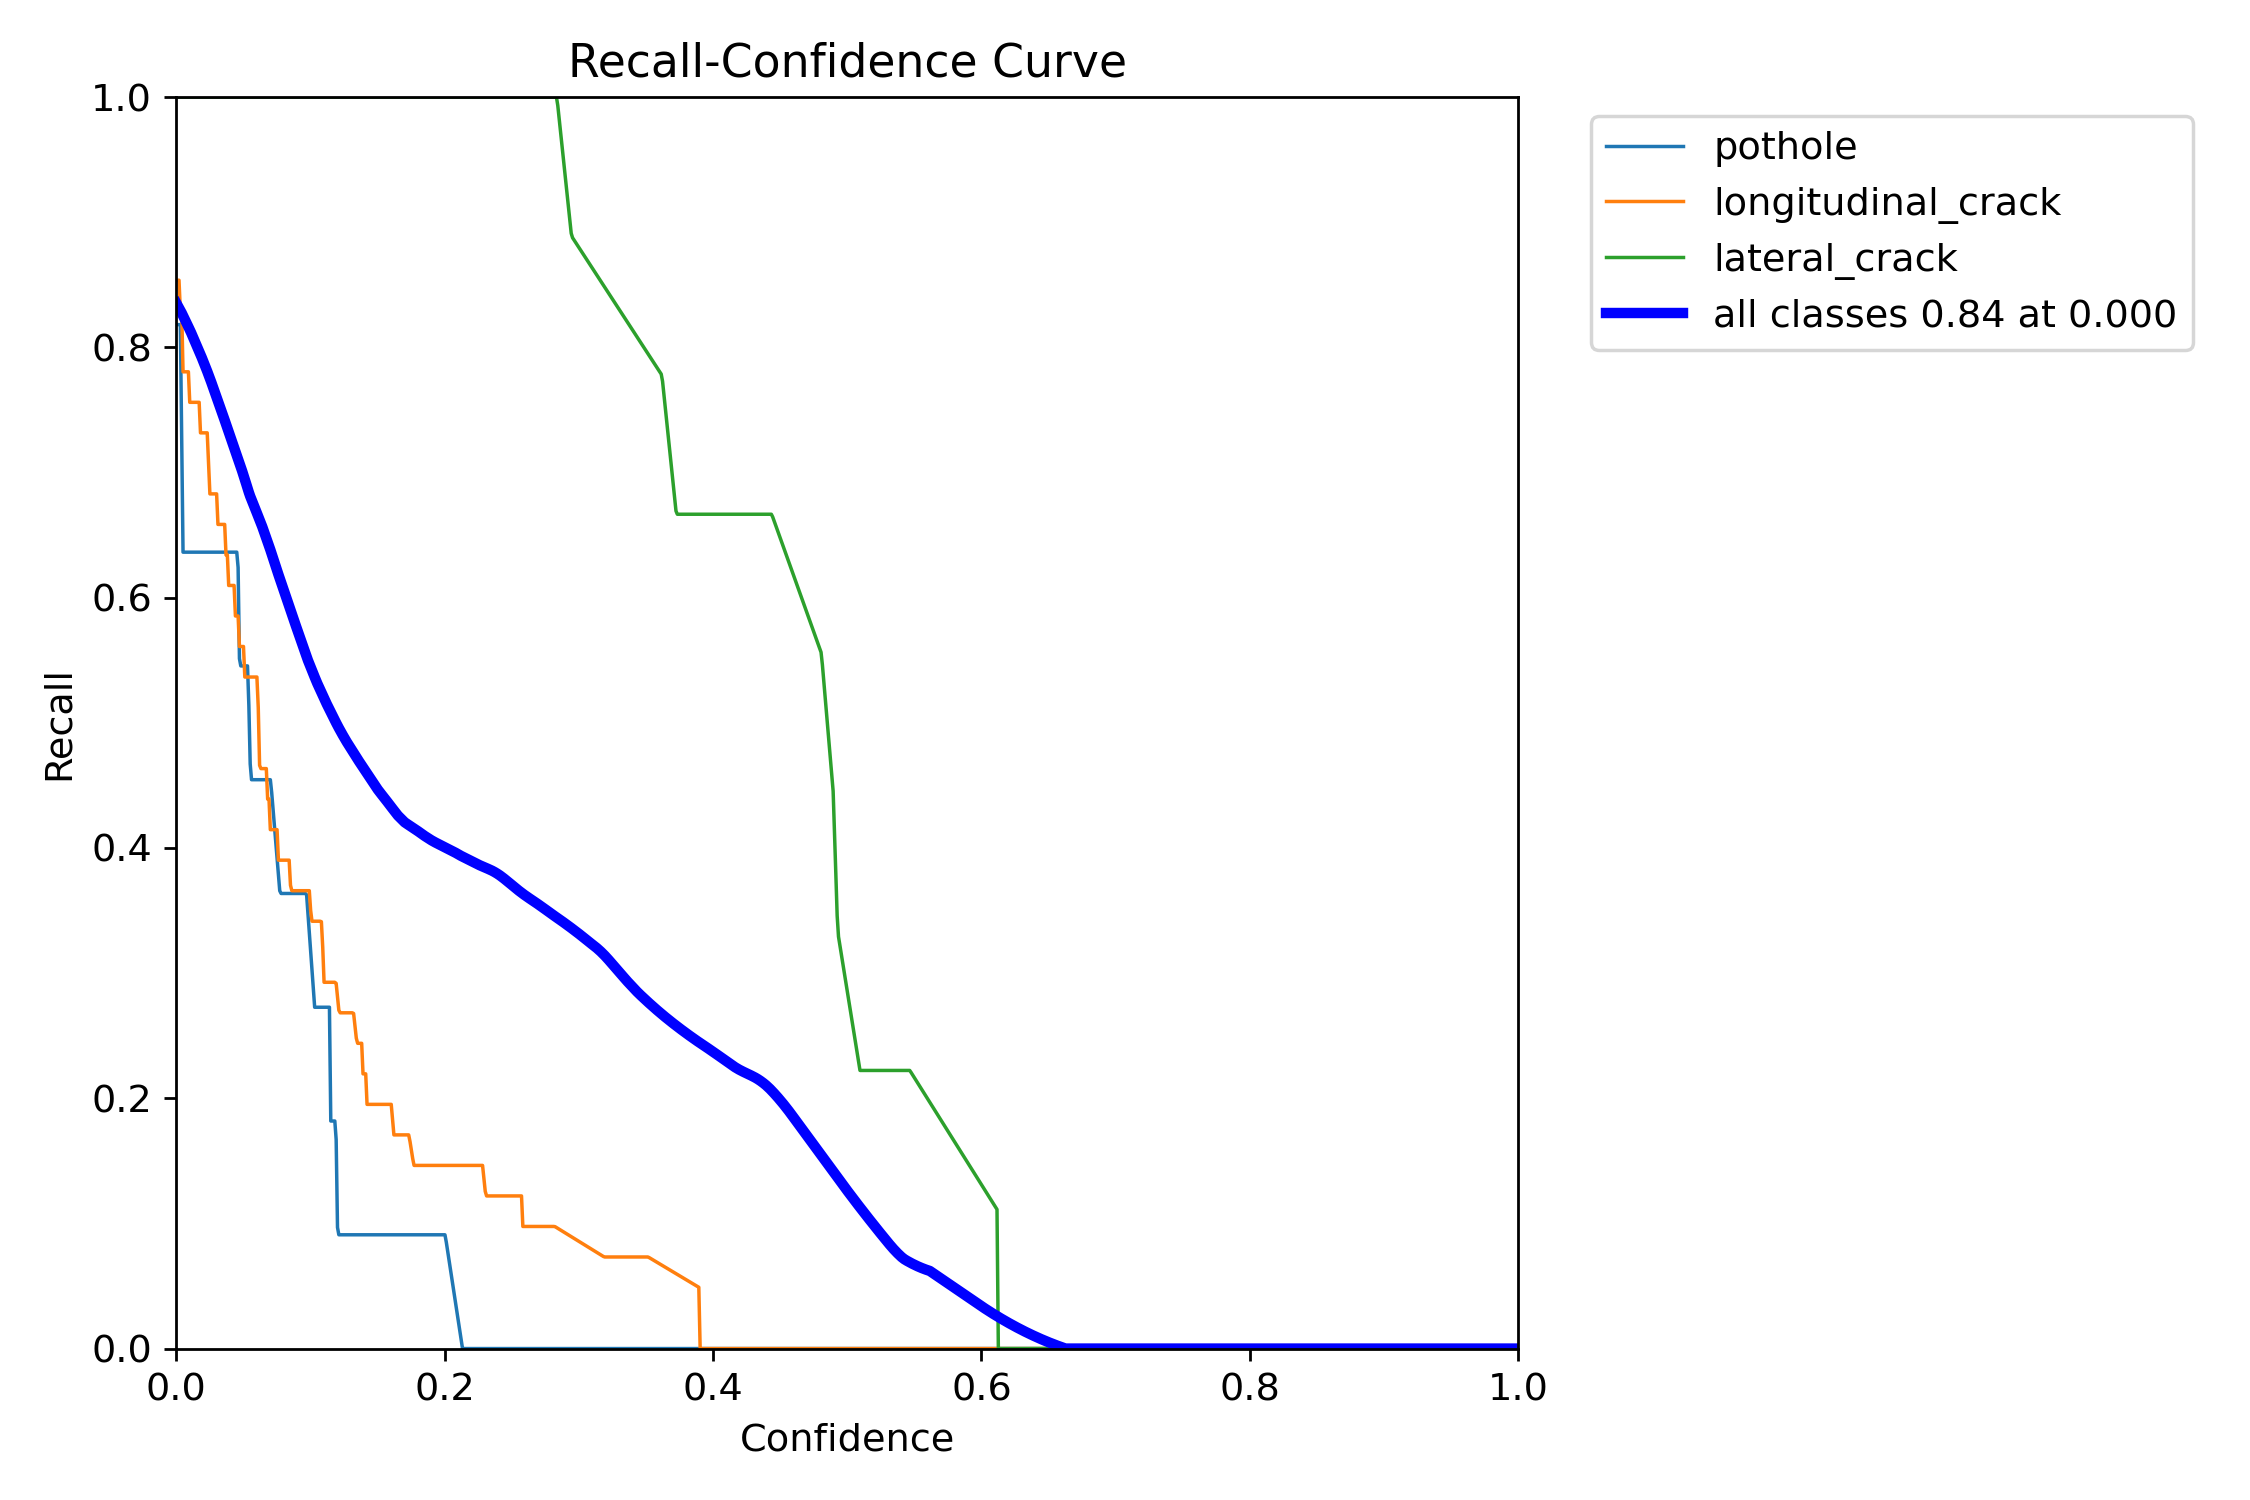 Recall-Confidence Curve
1.0
0.8
0.6
0.4
0.2
0.0
Recall
0.0 0.2 0.4 0.6 0.8 1.0
Confidence
pothole
longitudinal_crack
lateral_crack
all classes 0.84 at 0.000